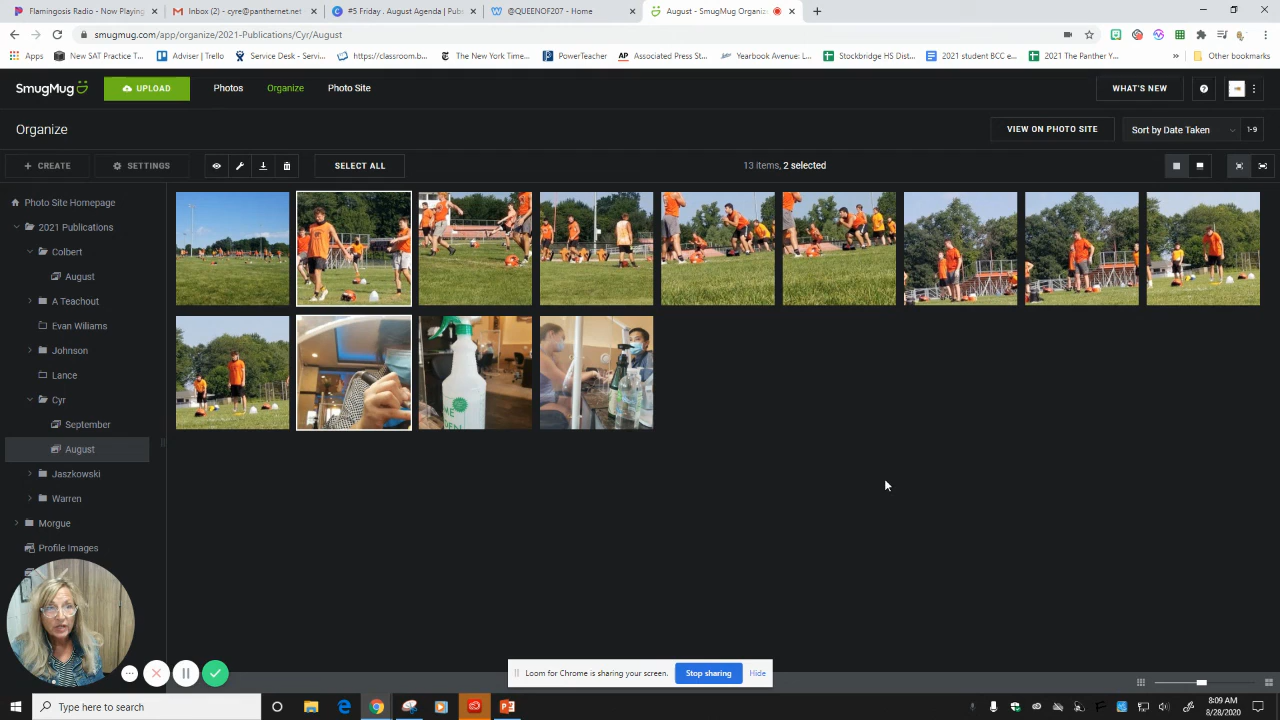 Flamingosis Radio - Now Playing
Inbox (2) - cyre@panthernet.net
#5 Friday . August Agenda | Pub
@QUEENOF207 - Home
August - SmugMug Organiz
smugmug.com/app/organize/2021-Publications/Cyr/August
Apps
New SAT Practice T...
Adviser | Trello
Service Desk - Servi...
https://classroom.b...
The New York Time...
PowerTeacher
AP Associated Press St...
Yearbook Avenue: L...
Stockbridge HS Dist...
2021 student BCC e...
2021 The Panther Y...
»
Other bookmarks
SmugMug
UPLOAD
Photos
Organize
Photo Site
WHAT'S NEW
Organize
VIEW ON PHOTO SITE
Sort by Date Taken
1-9
+ CREATE
SETTINGS
SELECT ALL
13 items, 2 selected
Photo Site Homepage
2021 Publications
Colbert
August
A Teachout
Evan Wiliams
Johnson
Lance
Cyr
September
August
Jaszkowski
Warren
Morgue
Profile Images
Loom for Chrome is sharing your screen.
Stop sharing
Hide
Type here to search
8:09 AM
8/28/2020